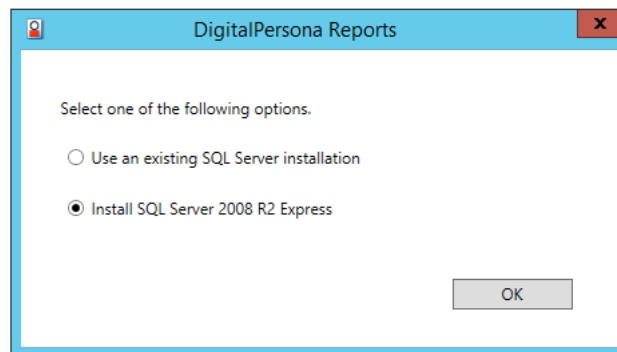 DigitalPersona Reports
x
Select one of the following options.
Use an existing SQL Server installation
Install SQL Server 2008 R2 Express
OK